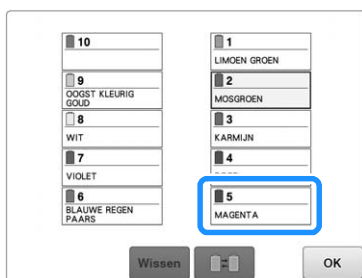 10
1
LIMOEN GROEN
9
OOGST KLEURIG
GOUD
2
MOSGROEN
8
WIT
3
KARMIJN
7
VIOLET
4
6
BLAUWE REGEN
PAARS
5
MAGENTA
Wissen
OK